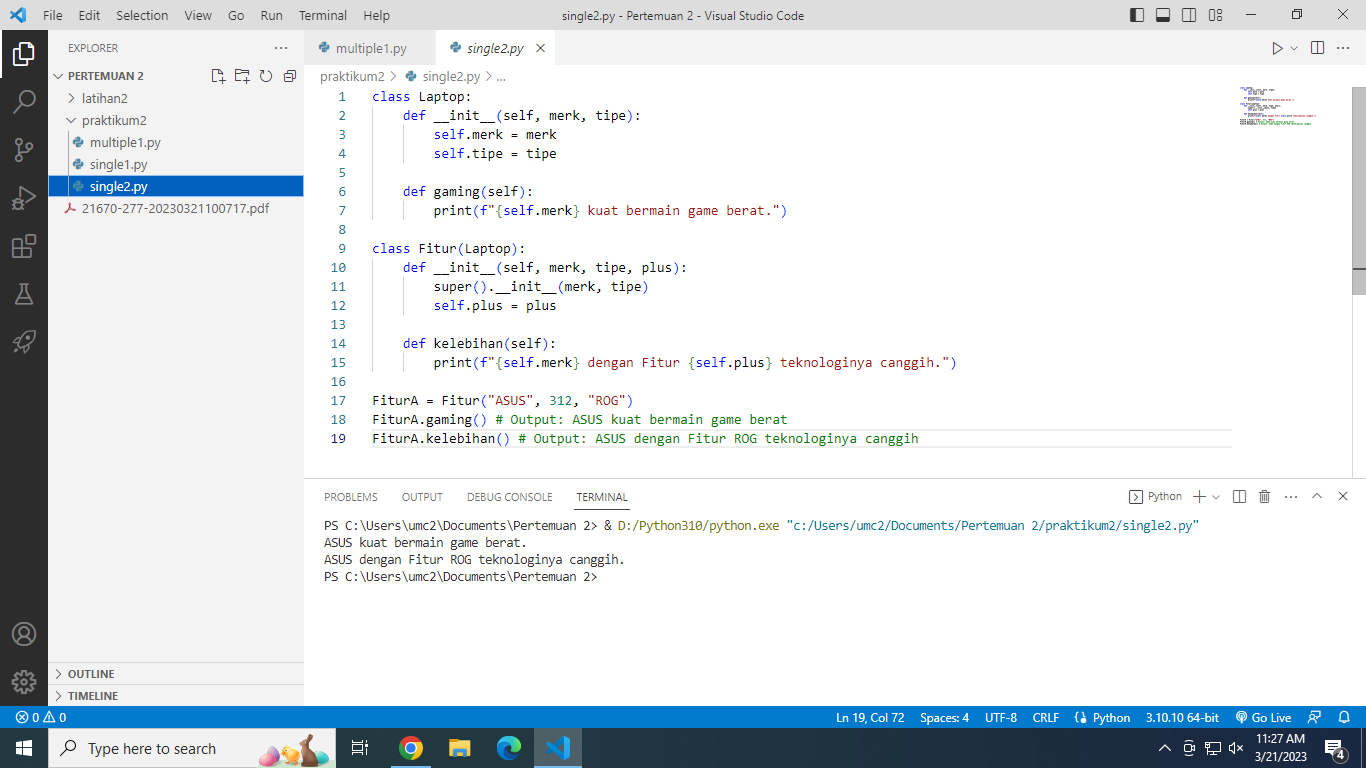 File Edit Selection View Go Run Terminal Help
single2.py - Pertemuan 2 - Visual Studio Code
EXPLORER
PERTEMUAN 2
latihan2
praktikum2
multiple1.py
single1.py
single2.py
21670-277-20230321100717.pdf
OUTLINE
TIMELINE
multiple1.py single2.py
praktikum2 > single2.py > ...
1 class Laptop:
2     def __init__(self, merk, tipe):
3         self.merk = merk
4         self.tipe = tipe
5
6     def gaming(self):
7         print(f"{self.merk} kuat bermain game berat.")
8
9 class Fitur(Laptop):
10     def __init__(self, merk, tipe, plus):
11         super().__init__(merk, tipe)
12         self.plus = plus
13
14     def kelebihan(self):
15         print(f"{self.merk} dengan Fitur {self.plus} teknologinya canggih.")
16
17 FiturA = Fitur("ASUS", 312, "ROG")
18 FiturA.gaming() # Output: ASUS kuat bermain game berat
19 FiturA.kelebihan() # Output: ASUS dengan Fitur ROG teknologinya canggih
PROBLEMS OUTPUT DEBUG CONSOLE TERMINAL
Python
PS C:\Users\umc2\Documents\Pertemuan 2> & D:/Python310/python.exe "c:/Users/umc2/Documents/Pertemuan 2/praktikum2/single2.py"
ASUS kuat bermain game berat.
ASUS dengan Fitur ROG teknologinya canggih.
PS C:\Users\umc2\Documents\Pertemuan 2>
0 0
Ln 19, Col 72 Spaces: 4 UTF-8 CRLF Python 3.10.10 64-bit Go Live
Type here to search
11:27 AM
3/21/2023
4